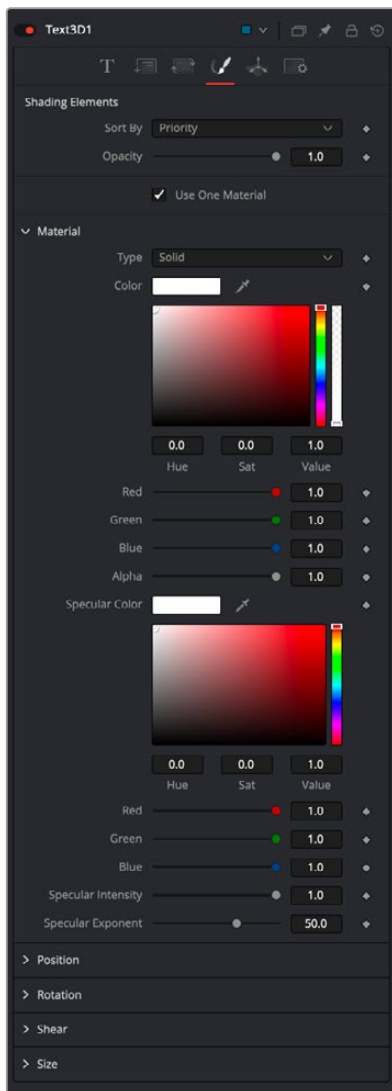 Text3D1
T
Shading Elements
Sort By Priority
Opacity 1.0
Use One Material
Material
Type Solid
Color
0.0 0.0 1.0
Hue Sat Value
Red 1.0
Green 1.0
Blue 1.0
Alpha 1.0
Specular Color
0.0 0.0 1.0
Hue Sat Value
Red 1.0
Green 1.0
Blue 1.0
Specular Intensity 1.0
Specular Exponent 50.0
Position
Rotation
Shear
Size